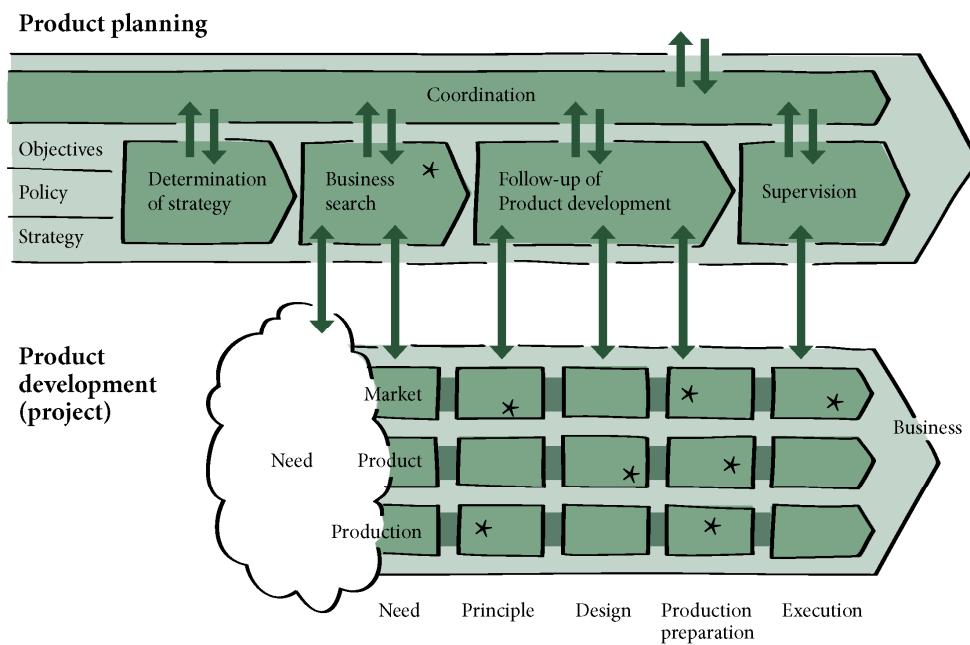 Product planning
Coordination
Objectives
Policy
Strategy
Determination
of strategy
Business
search
Follow-up of
Product development
Supervision
Product
development
(project)
Need
Market
Product
Production
Business
Need
Principle
Design
Production
preparation
Execution